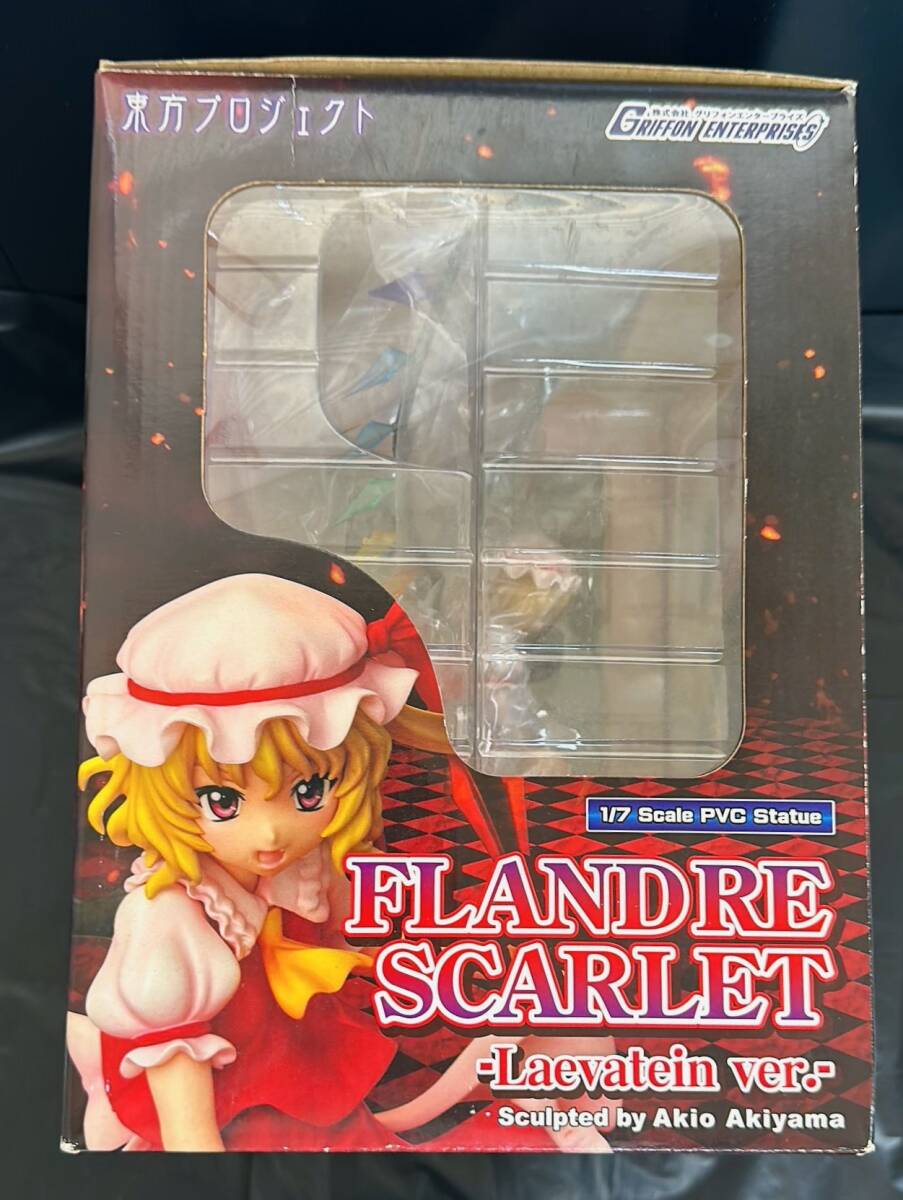 東方プロジェクト
株式会社 グリフォンエンタープライズ
GRIFFON ENTERPRISES
1/7 Scale PVC Statue
FLANDRE
SCARLET
-Laevatein ver.-
Sculpted by Akio Akiyama